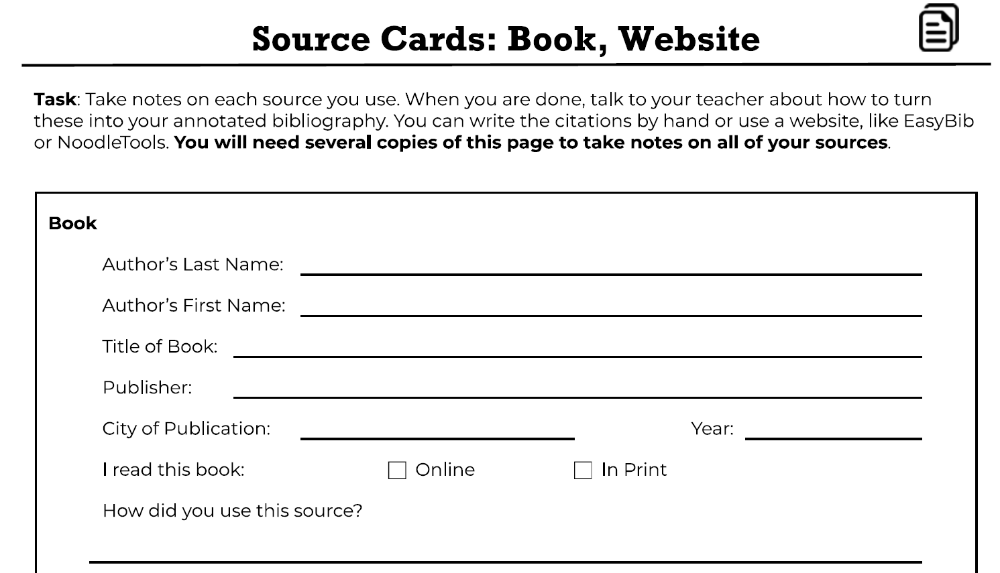 Source Cards: Book, Website
Task: Take notes on each source you use. When you are done, talk to your teacher about how to turn
these into your annotated bibliography. You can write the citations by hand or use a website, like EasyBib
or NoodleTools. You will need several copies of this page to take notes on all of your sources.
Book
Author’s Last Name:
Author’s First Name:
Title of Book:
Publisher:
City of Publication: Year:
I read this book: Online In Print
How did you use this source?